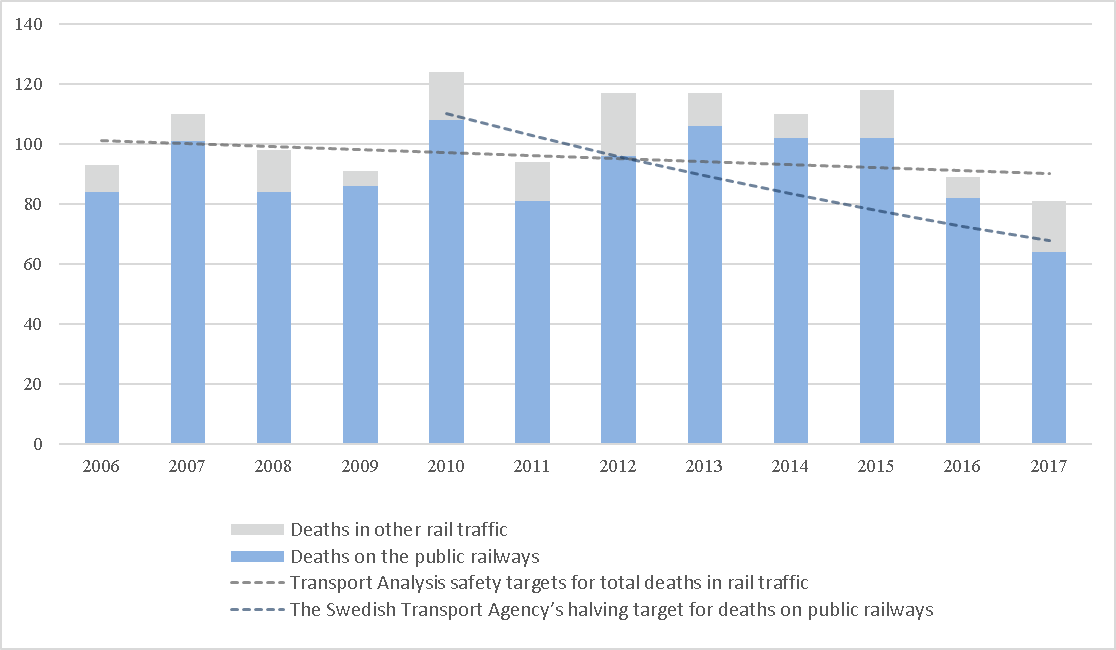 140
120
100
80
60
40
20
0
2006 2007 2008 2009 2010 2011 2012 2013 2014 2015 2016 2017
Deaths in other rail traffic
Deaths on the public railways
Transport Analysis safety targets for total deaths in rail traffic
The Swedish Transport Agency’s halving target for deaths on public railways